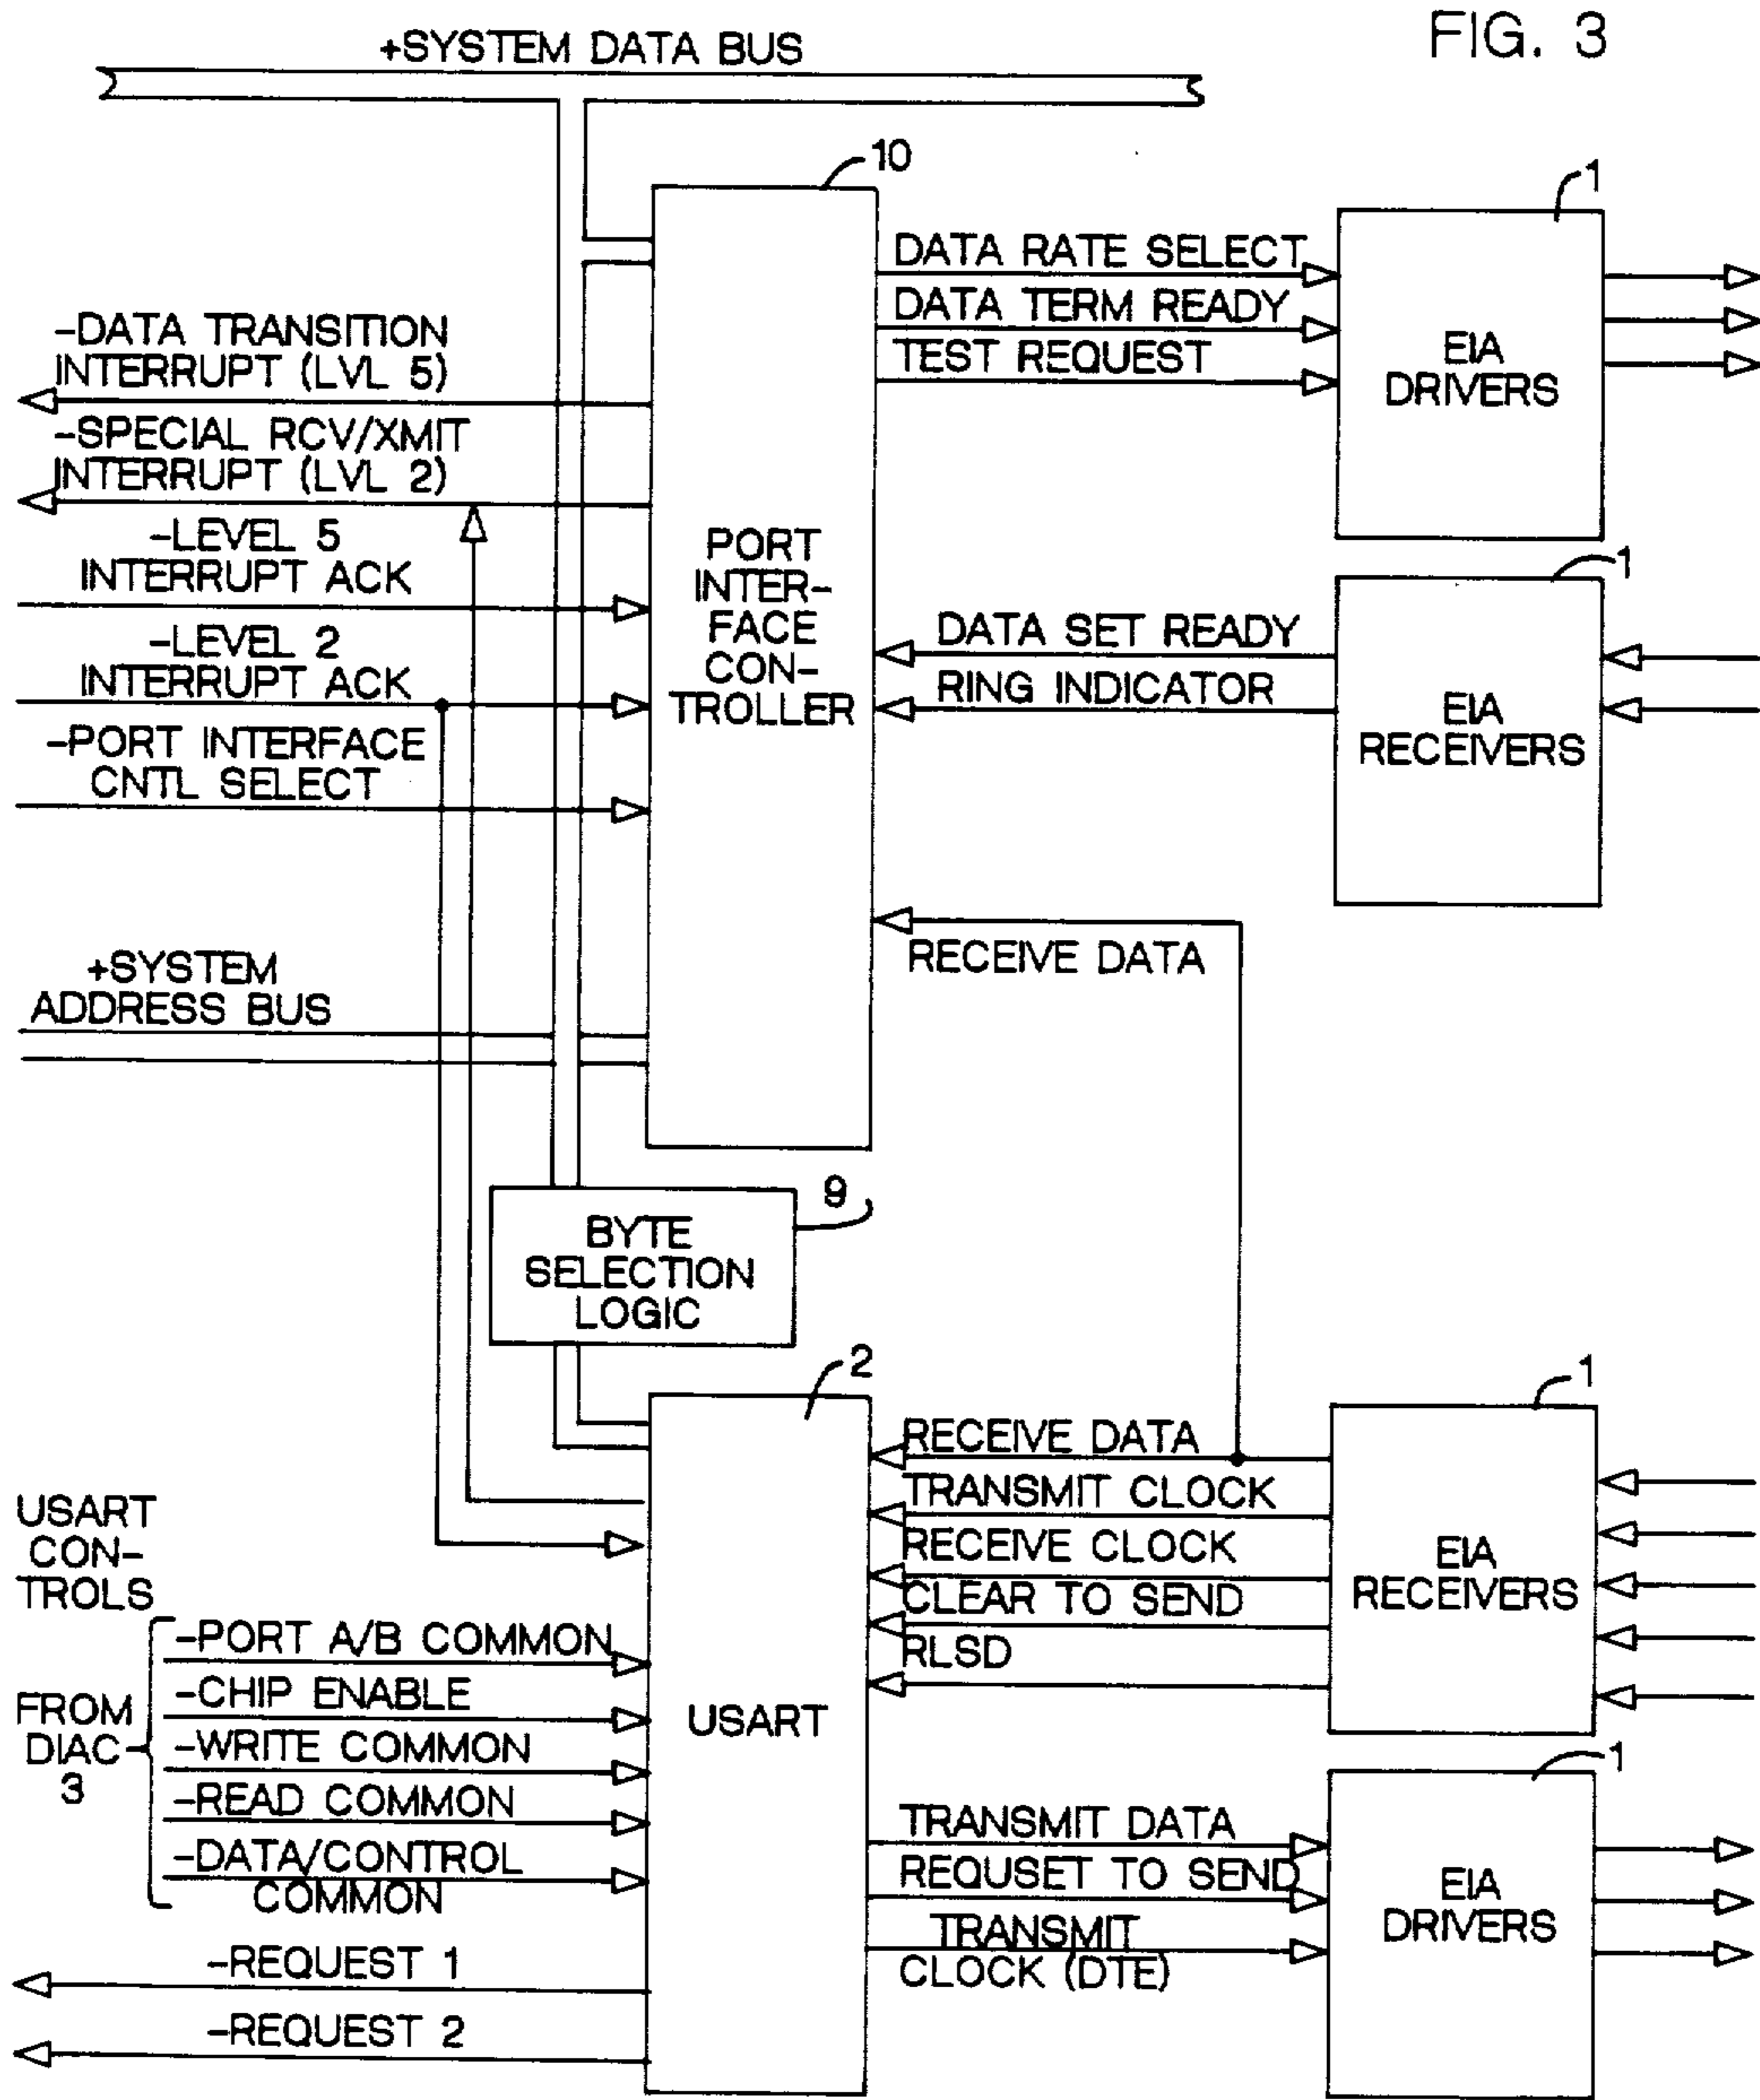 FIG. 3
+SYSTEM DATA BUS
10
1
DATA RATE SELECT
DATA TERM READY
TEST REQUEST
EIA
DRIVERS
-DATA TRANSITION
INTERRUPT (LVL 5)
-SPECIAL RCV/XMIT
INTERRUPT (LVL 2)
-LEVEL 5
INTERRUPT ACK
-LEVEL 2
INTERRUPT ACK
-PORT INTERFACE
CNTL SELECT
PORT
INTER-
FACE
CON-
TROLLER
1
DATA SET READY
RING INDICATOR
EIA
RECEIVERS
RECEIVE DATA
+SYSTEM
ADDRESS BUS
9
BYTE
SELECTION
LOGIC
2
1
RECEIVE DATA
TRANSMIT CLOCK
RECEIVE CLOCK
CLEAR TO SEND
RLSD
EIA
RECEIVERS
USART
CON-
TROLS
FROM
DIAC
3
-PORT A/B COMMON
-CHIP ENABLE
-WRITE COMMON
-READ COMMON
-DATA/CONTROL
COMMON
USART
1
TRANSMIT DATA
REQUSET TO SEND
TRANSMIT
CLOCK (DTE)
EIA
DRIVERS
-REQUEST 1
-REQUEST 2